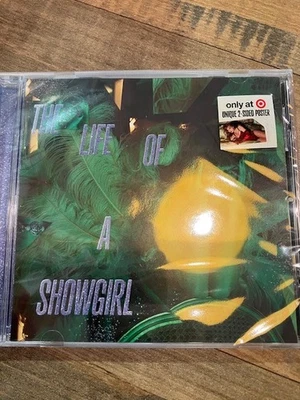 THE
LIFE
OF
A
SHOWGIRL
only at
UNIQUE 2-SIDED POSTER